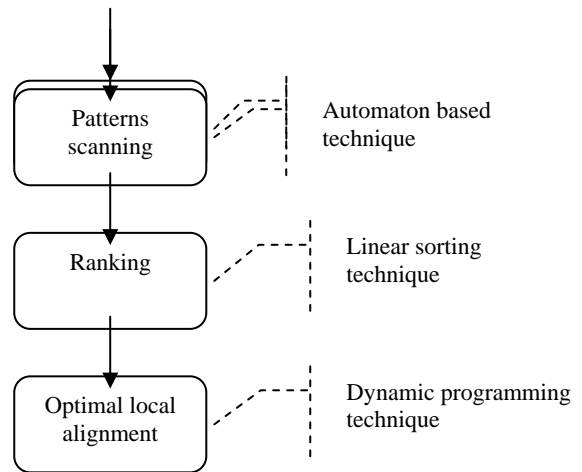 Patterns
scanning
Automaton based
technique
Ranking
Linear sorting
technique
Optimal local
alignment
Dynamic programming
technique